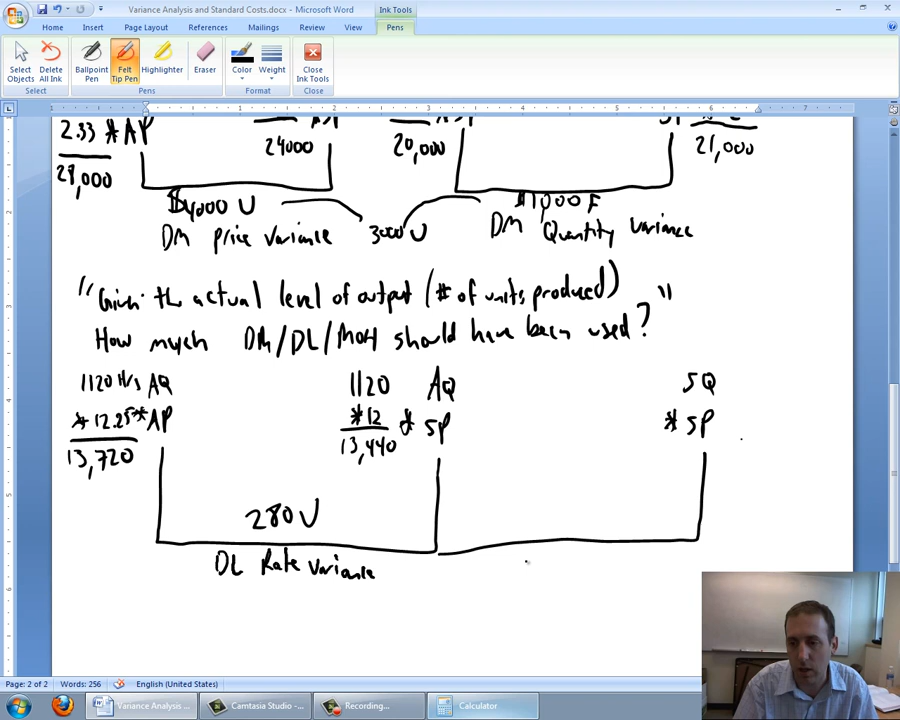 Variance Analysis and Standard Costs.docx - Microsoft Word
Ink Tools
Home Insert Page Layout References Mailings Review View Pens
Select Objects
Delete All Ink
Ballpoint Pen
Felt Tip Pen
Highlighter
Eraser
Color
Weight
Close Ink Tools
Select Pens Format Close
2.33 * AP
28,000
24000
20,000
21,000
$4000 U
DM Price Variance
3000 U
$1,000 F
DM Quantity Variance
"Given the actual level of output (# of units produced)
How much DM/DL/MOH should have been used?"
1120 Hrs AQ
* 12.25 * AP
13,720
1120 AQ
*12 * SP
13,440
SQ
* SP
280 U
DL Rate Variance
Page: 2 of 2 Words: 256 English (United States)
Variance Analysis ... Camtasia Studio -... Recording... Calculator